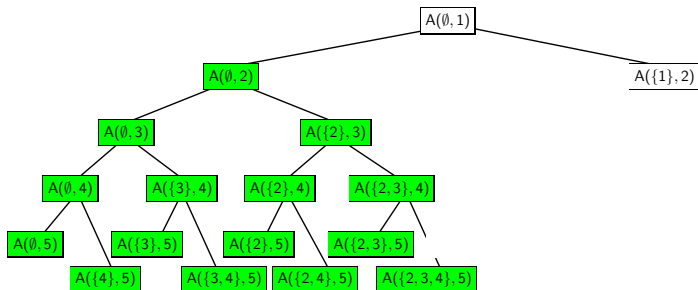 A(∅, 1)
A(∅, 2)
A({1}, 2)
A(∅, 3)
A({2}, 3)
A(∅, 4)
A({3}, 4)
A({2}, 4)
A({2, 3}, 4)
A(∅, 5)
A({3}, 5)
A({2}, 5)
A({2, 3}, 5)
A({4}, 5)
A({3, 4}, 5)
A({2, 4}, 5)
A({2, 3, 4}, 5)